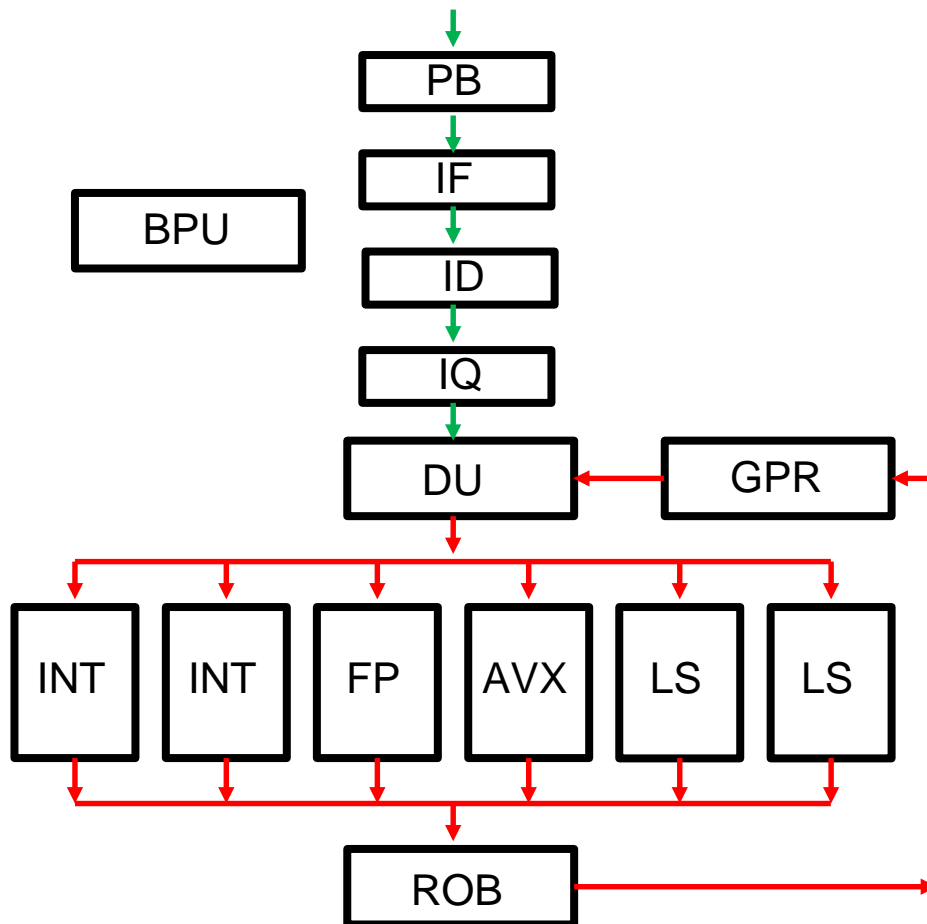 PB
IF
BPU
ID
IQ
DU
GPR
INT
INT
FP
AVX
LS
LS
ROB